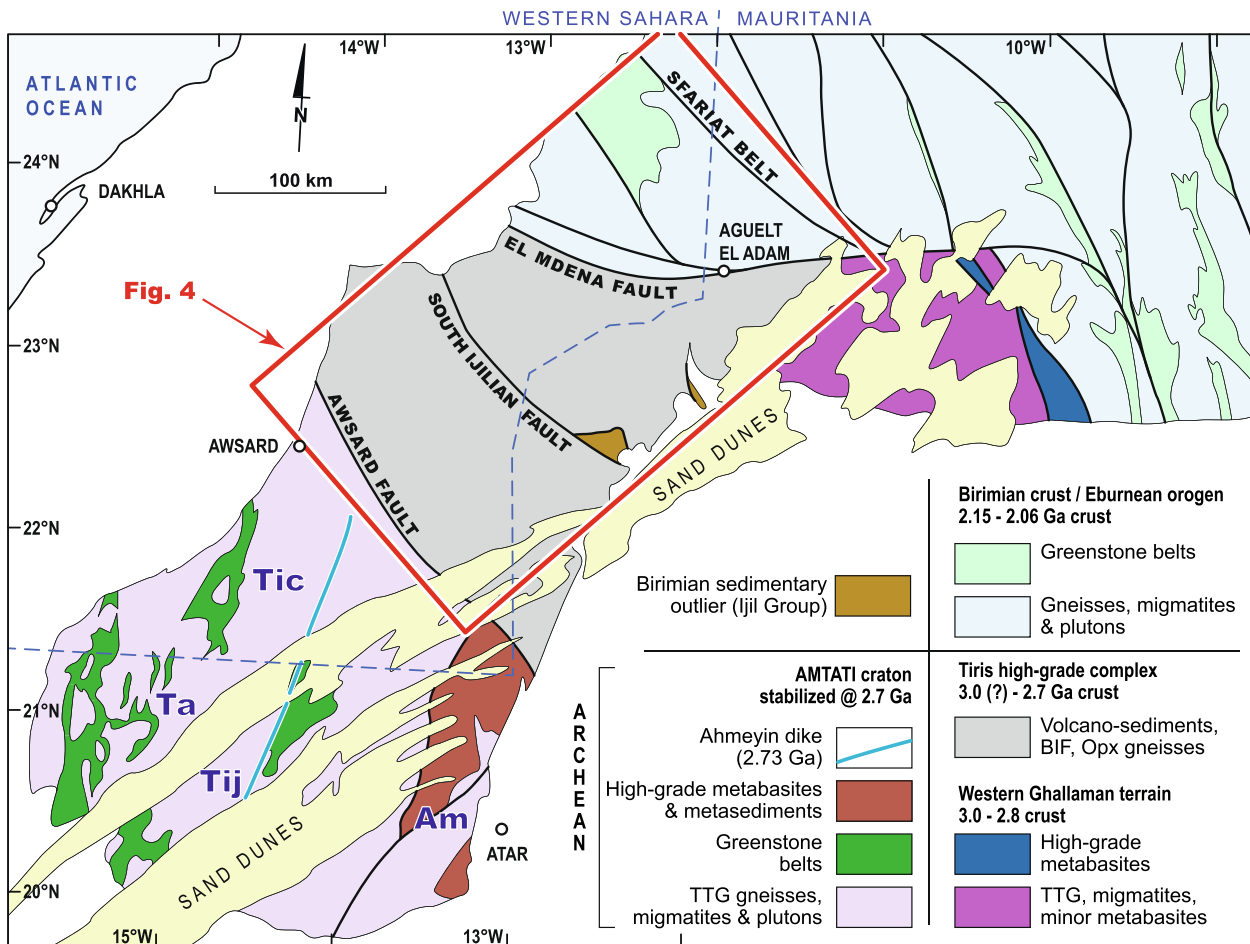 WESTERN SAHARA
MAURITANIA
14°W
13°W
10°W
ATLANTIC
OCEAN
N
24°N
100 km
DAKHLA
SFARIAT BELT
AGUELT
EL ADAM
EL MDENA FAULT
Fig. 4
SOUTH IJILIAN FAULT
23°N
AWSARD FAULT
AWSARD
SAND DUNES
22°N
Tic
Ta
21°N
Tij
Am
ATAR
SAND DUNES
20°N
15°W
13°W
Birimian crust / Eburnean orogen
2.15 - 2.06 Ga crust
Greenstone belts
Gneisses, migmatites
& plutons
Birimian sedimentary
outlier (Ijil Group)
ARCHEAN
AMTATI craton
stabilized @ 2.7 Ga
Ahmeyin dike
(2.73 Ga)
High-grade metabasites
& metasediments
Greenstone
belts
TTG gneisses,
migmatites & plutons
Tiris high-grade complex
3.0 (?) - 2.7 Ga crust
Volcano-sediments,
BIF, Opx gneisses
Western Ghallaman terrain
3.0 - 2.8 crust
High-grade
metabasites
TTG, migmatites,
minor metabasites